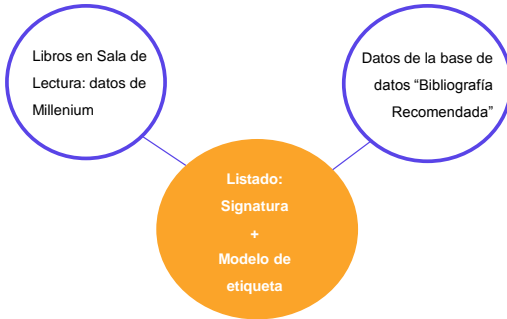 Libros en Sala de
Lectura: datos de
Millenium
Datos de la base de
datos “Bibliografía
Recomendada”
Listado:
Signatura
+
Modelo de
etiqueta